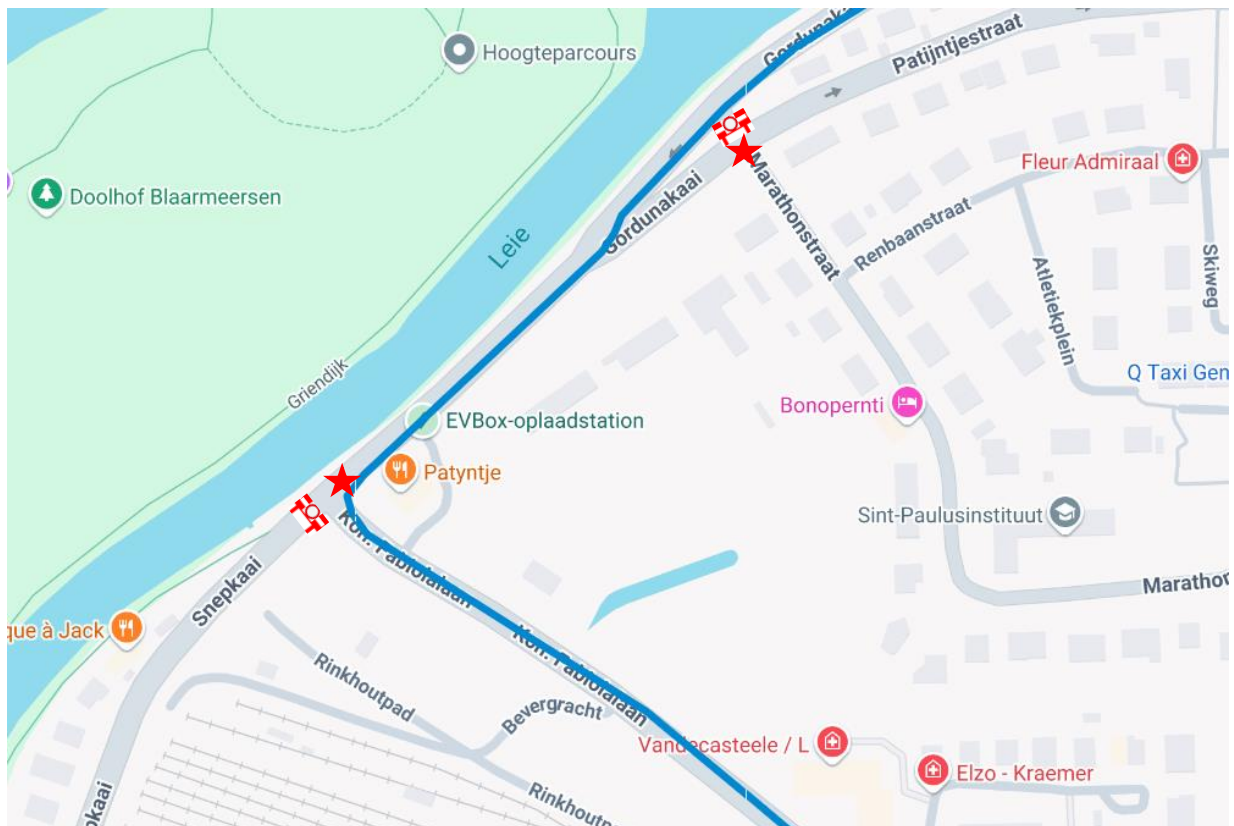 Gordunakaai
Patijntjestraat
Hoogteparcours
Fleur Admiraal
Marathonstraat
Doolhof Blaarmeersen
Gordunakaai
Renbaanstraat
Leie
Skiweg
Atletiekplein
Griendijk
Q Taxi Gen
Bonopernti
EVBox-oplaadstation
Patyntje
Sint-Paulusinstituut
Kon. Fabiolalaan
Marathon
Snepkaai
que à Jack
Kon. Fabiolalaan
Rinkhoutpad
Bevergracht
Vandecasteele / L
Elzo - Kraemer
Rinkhoutp
pkaai